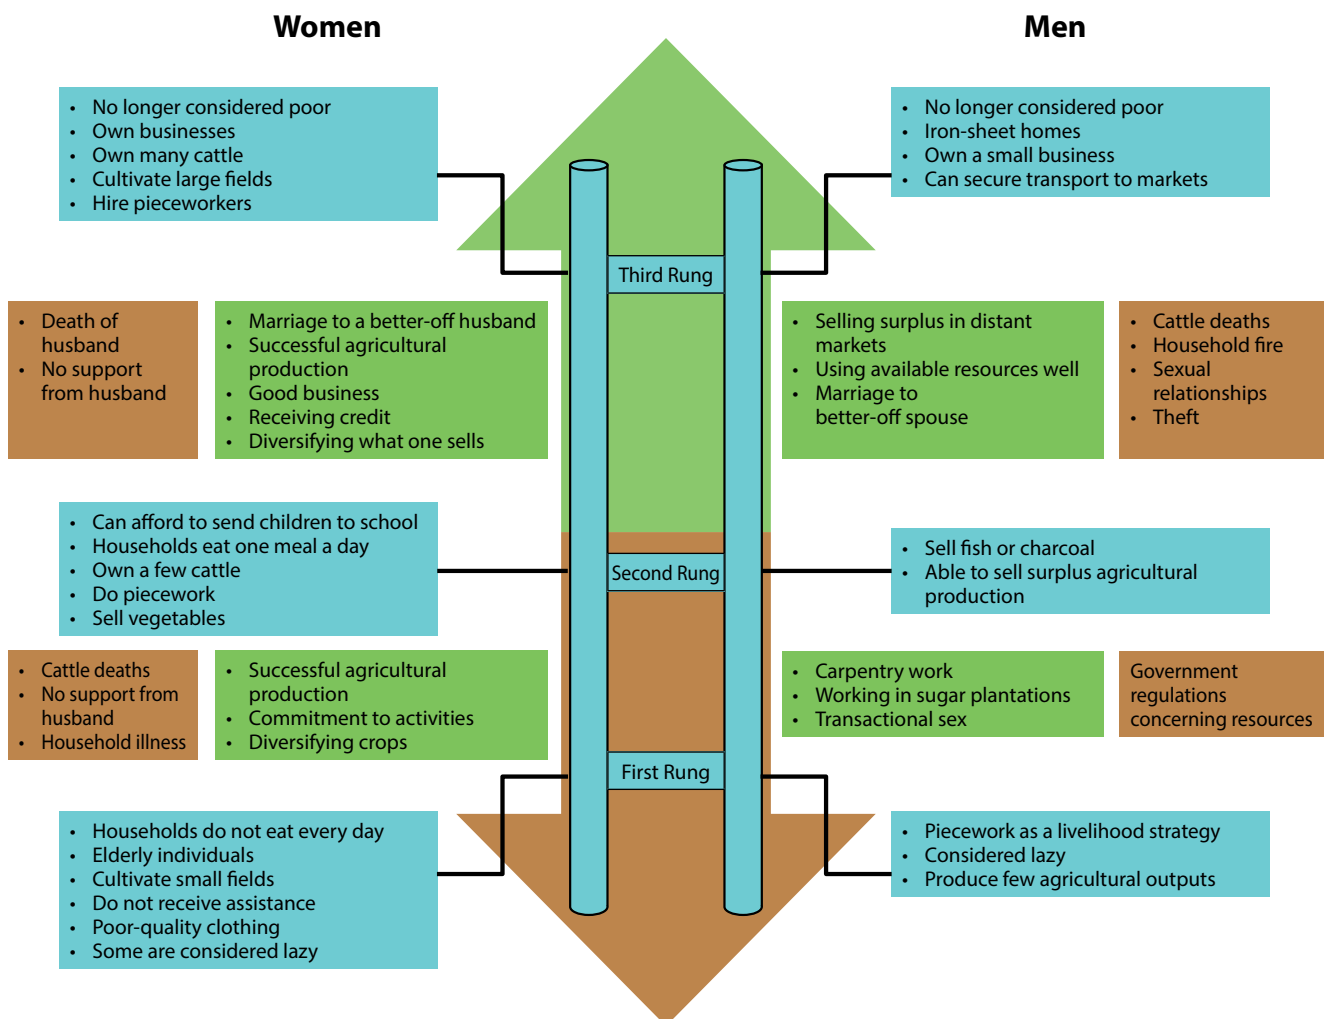 Women
Men
• No longer considered poor
• Own businesses
• Own many cattle
• Cultivate large fields
• Hire pieceworkers
• No longer considered poor
• Iron-sheet homes
• Own a small business
• Can secure transport to markets
Third Rung
• Death of
husband
• No support
from husband
• Marriage to a better-off husband
• Successful agricultural
production
• Good business
• Receiving credit
• Diversifying what one sells
• Selling surplus in distant
markets
• Using available resources well
• Marriage to
better-off spouse
• Cattle deaths
• Household fire
• Sexual
relationships
• Theft
• Can afford to send children to school
• Households eat one meal a day
• Own a few cattle
• Do piecework
• Sell vegetables
Second Rung
• Sell fish or charcoal
• Able to sell surplus agricultural
production
• Cattle deaths
• No support from
husband
• Household illness
• Successful agricultural
production
• Commitment to activities
• Diversifying crops
• Carpentry work
• Working in sugar plantations
• Transactional sex
Government
regulations
concerning resources
First Rung
• Households do not eat every day
• Elderly individuals
• Cultivate small fields
• Do not receive assistance
• Poor-quality clothing
• Some are considered lazy
• Piecework as a livelihood strategy
• Considered lazy
• Produce few agricultural outputs